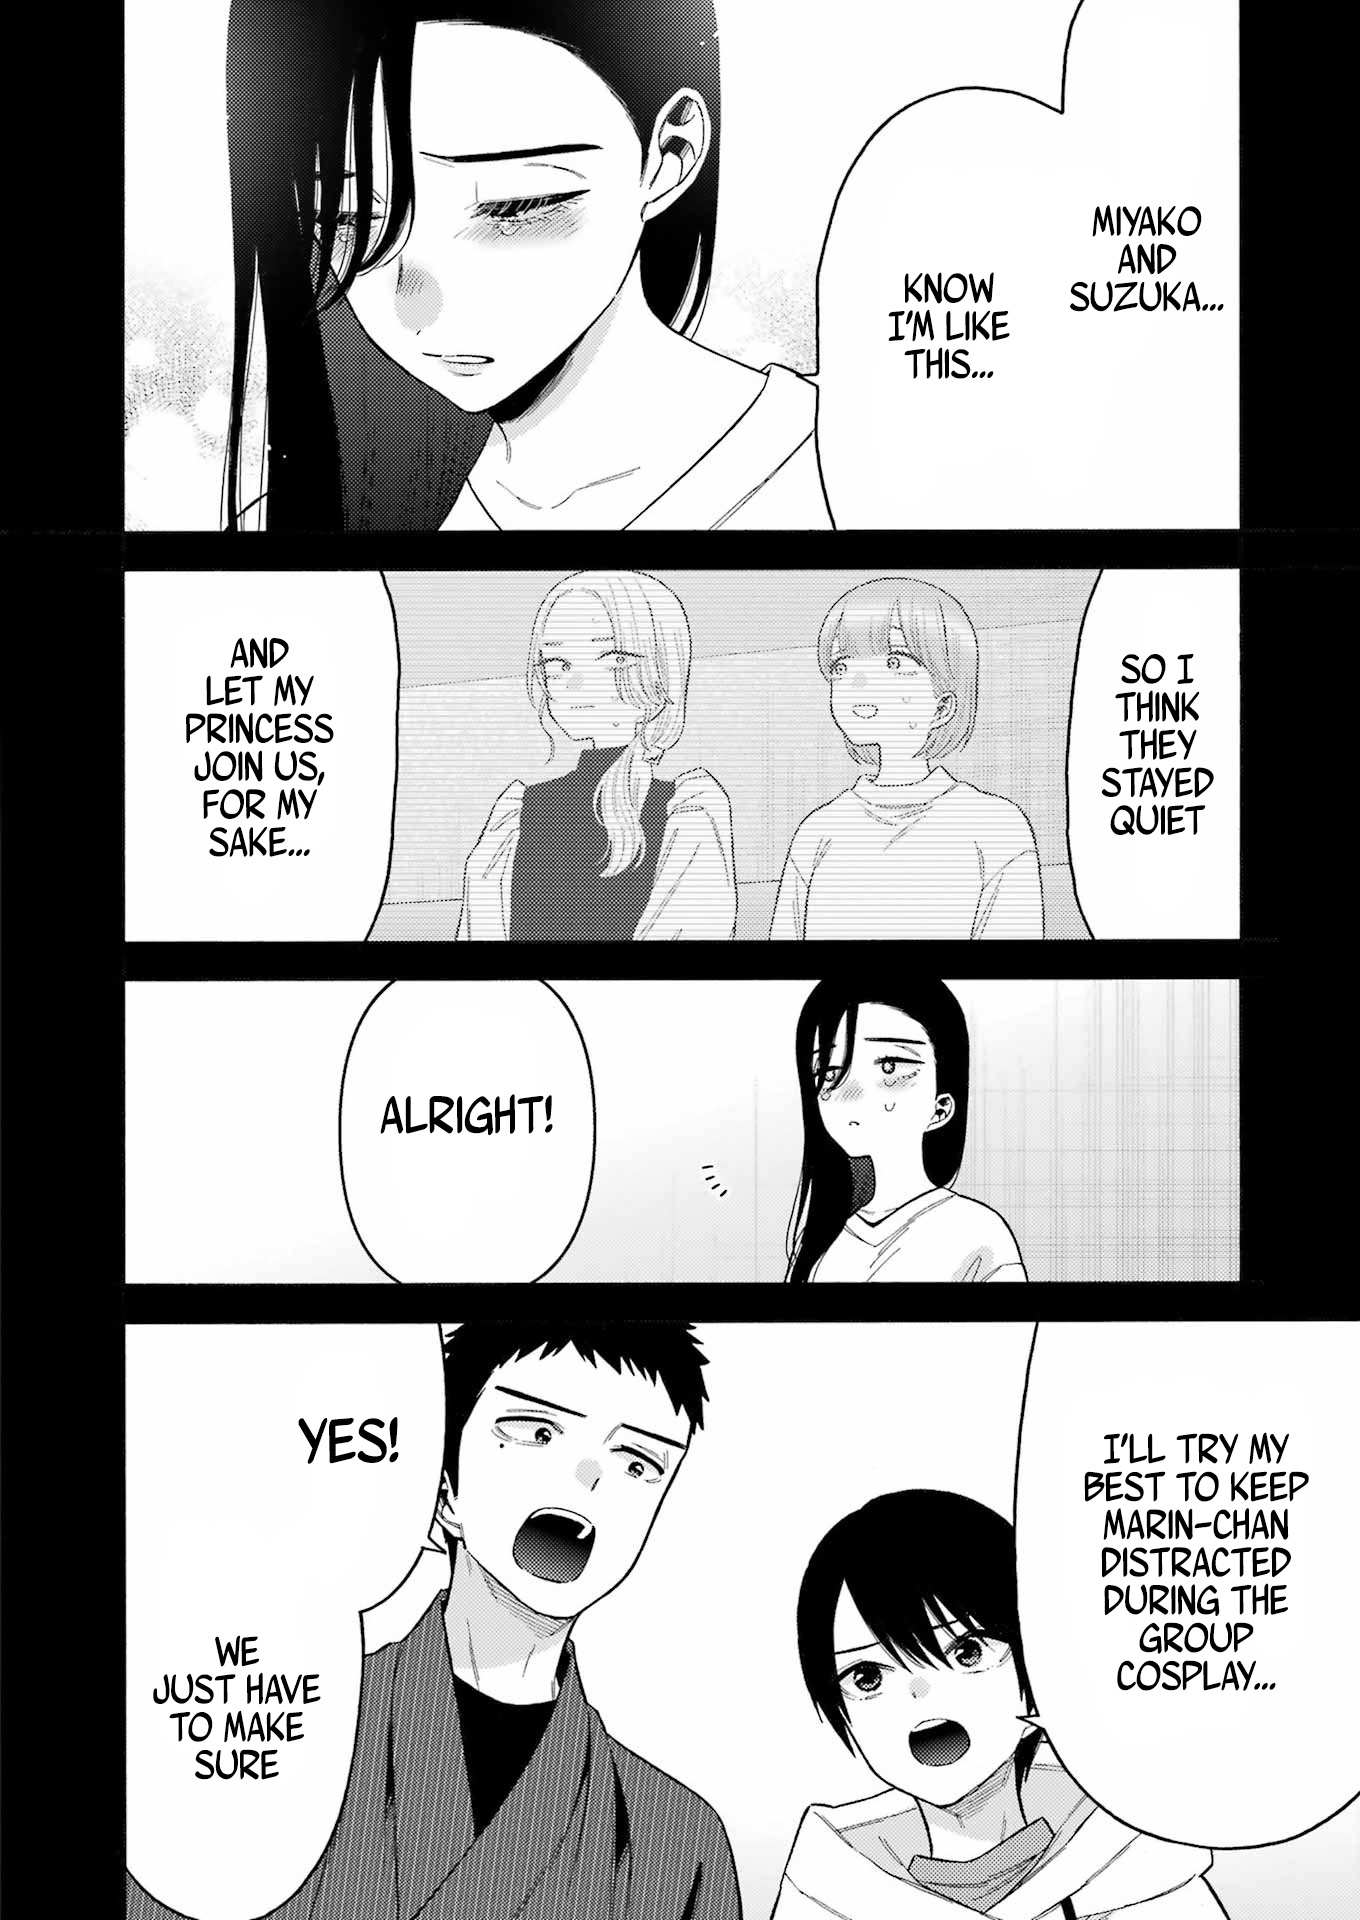 MIYAKO
AND
SUZUKA...
KNOW
I'M LIKE
THIS...
SO I
THINK
THEY
STAYED
QUIET
AND
LET MY
PRINCESS
JOIN US,
FOR MY
SAKE...
ALRIGHT!
I'LL TRY MY
BEST TO KEEP
MARIN-CHAN
DISTRACTED
DURING THE
GROUP
COSPLAY...
YES!
WE
JUST HAVE
TO MAKE
SURE